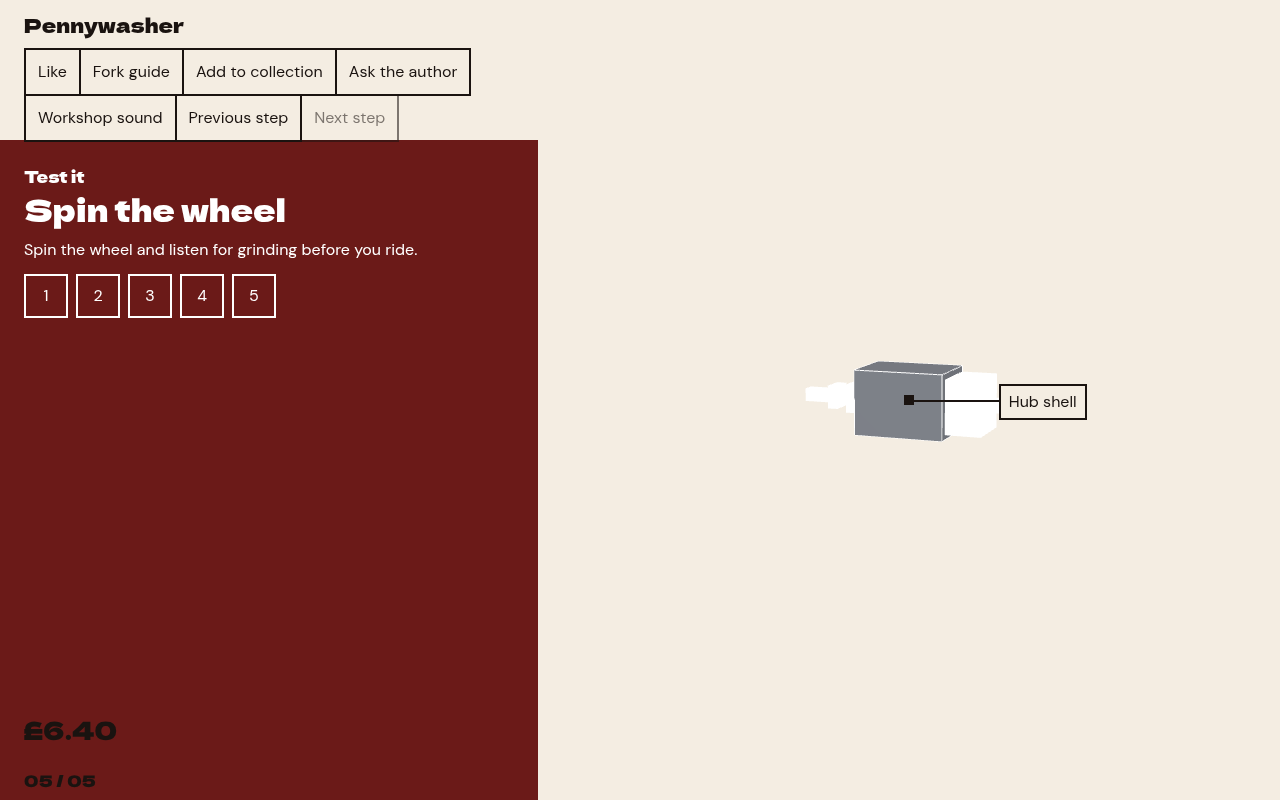 Pennywasher
Like
Fork guide
Add to collection
Ask the author
Workshop sound
Previous step
Next step
Test it
Spin the wheel
Spin the wheel and listen for grinding before you ride.
1
2
3
4
5
Hub shell
£6.40
05 / 05